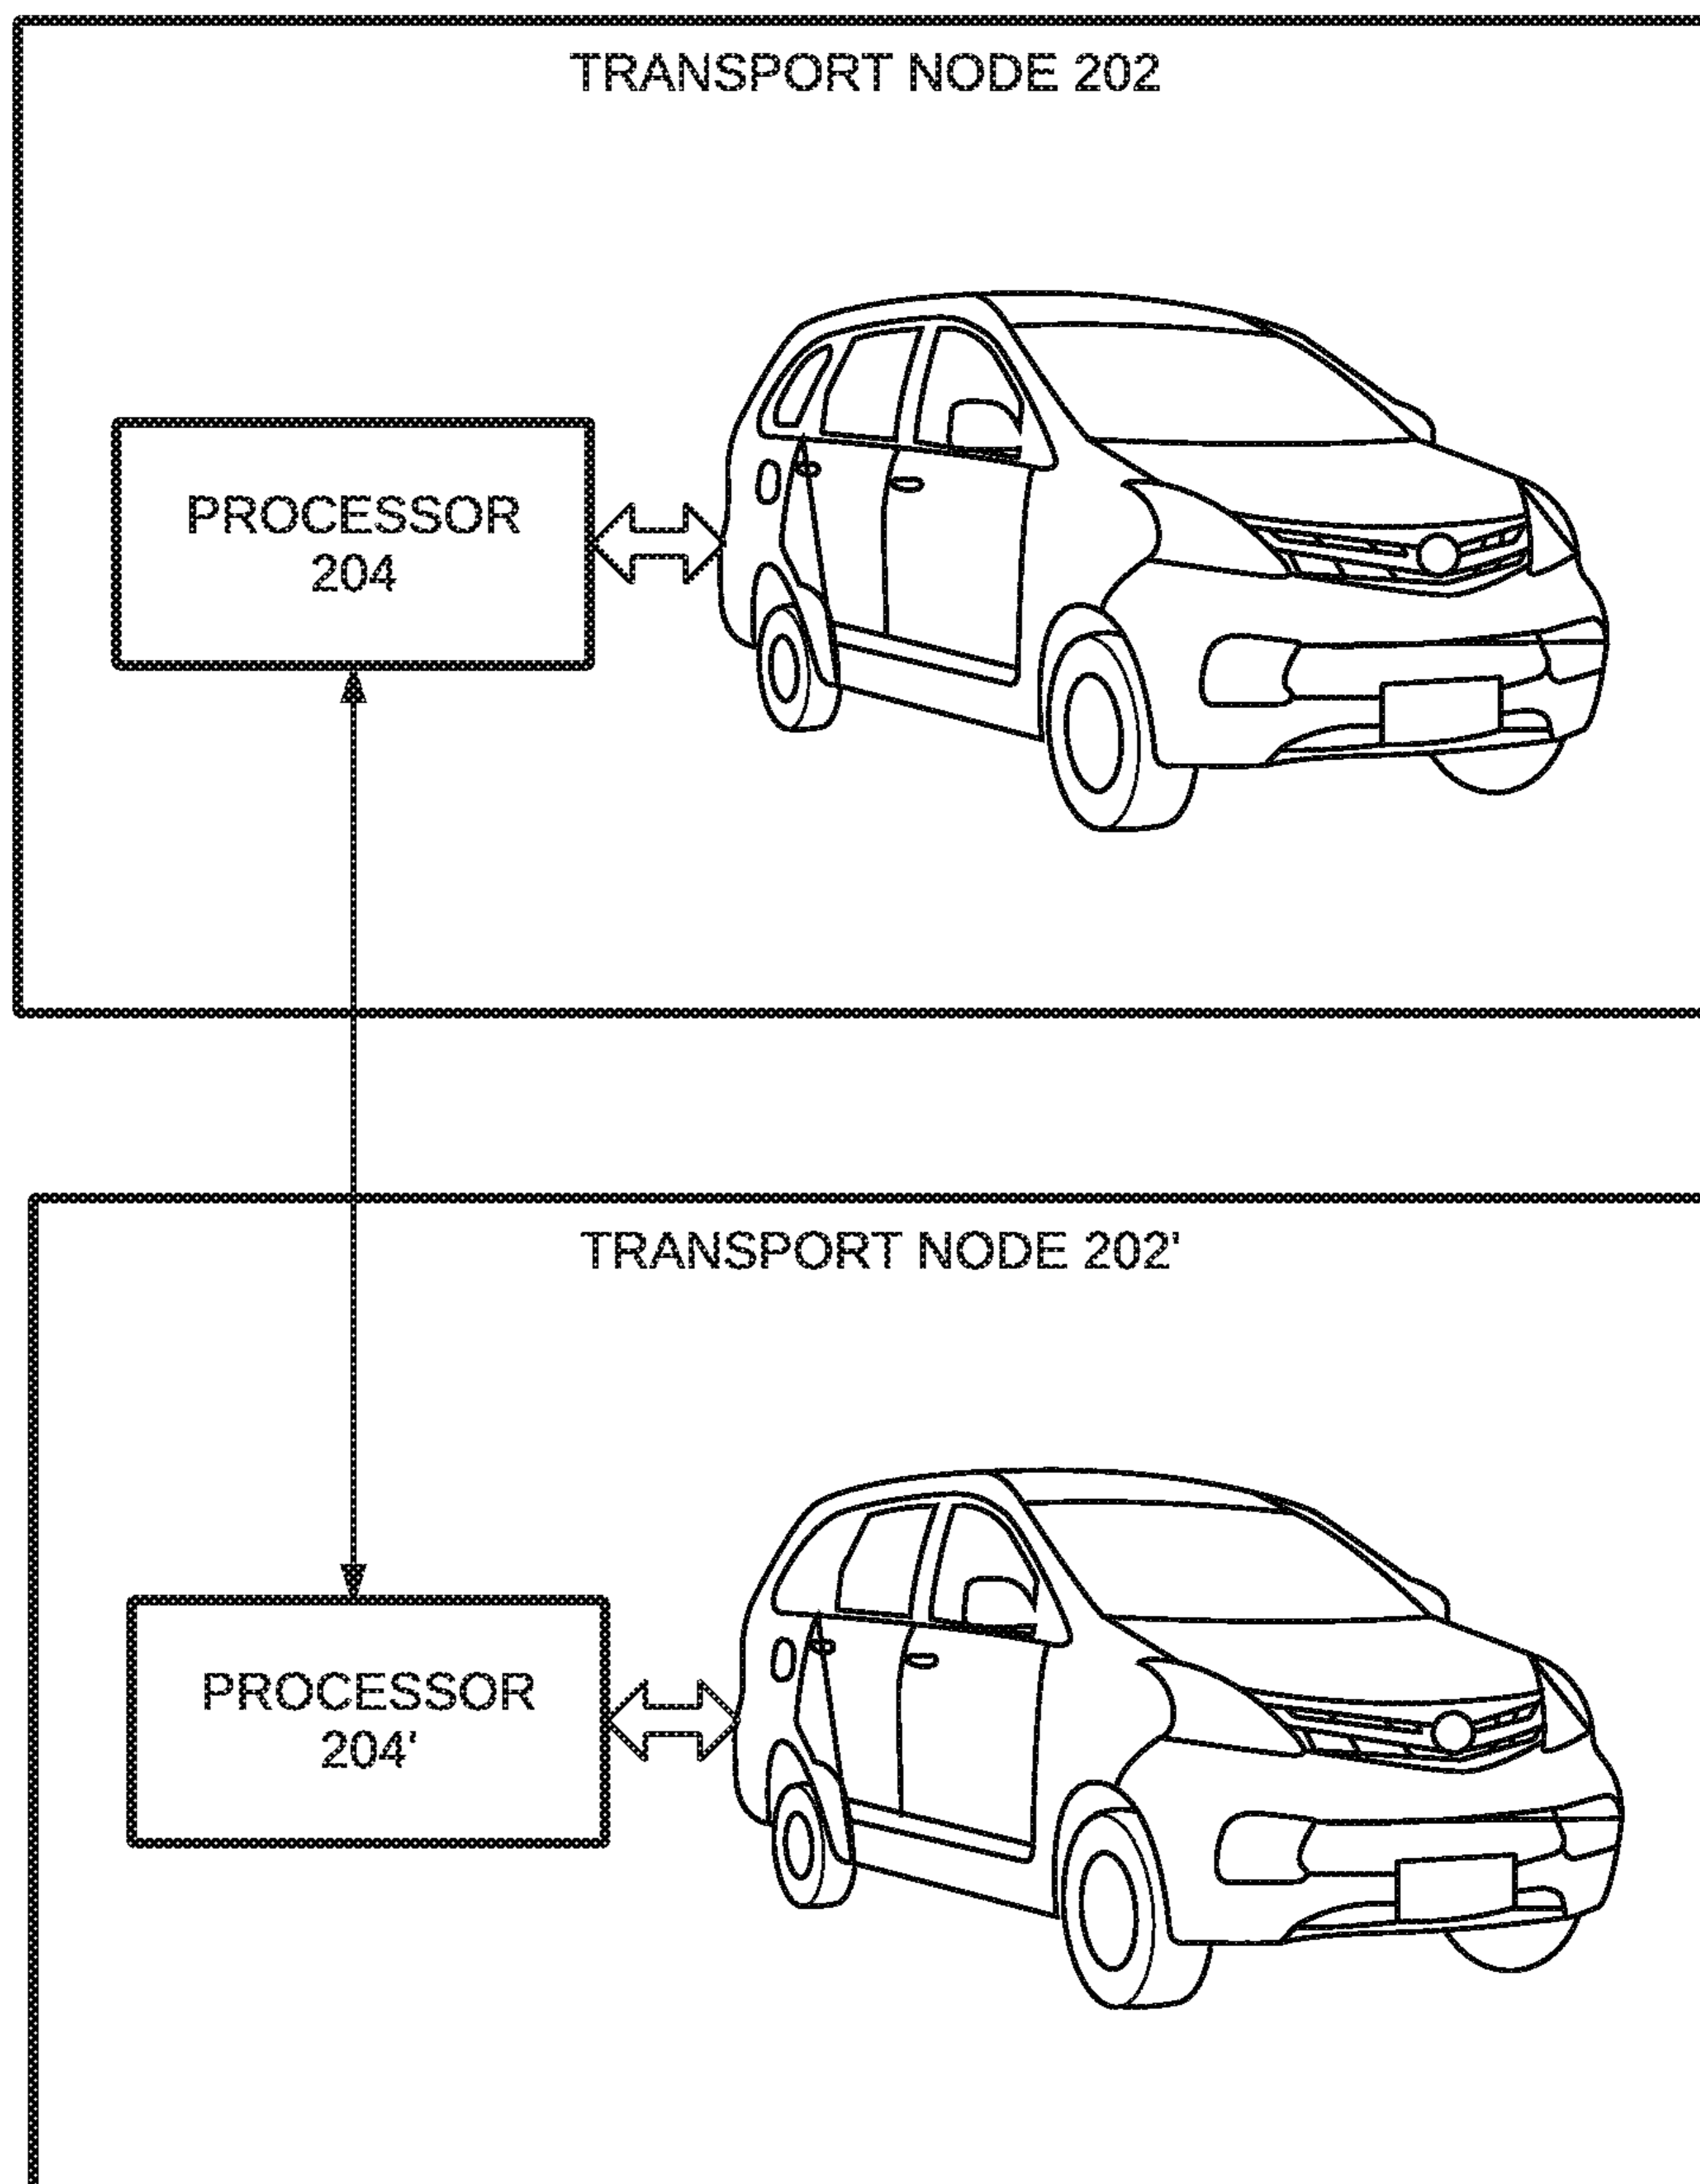 TRANSPORT NODE 202
PROCESSOR
204
TRANSPORT NODE 202'
PROCESSOR
204'